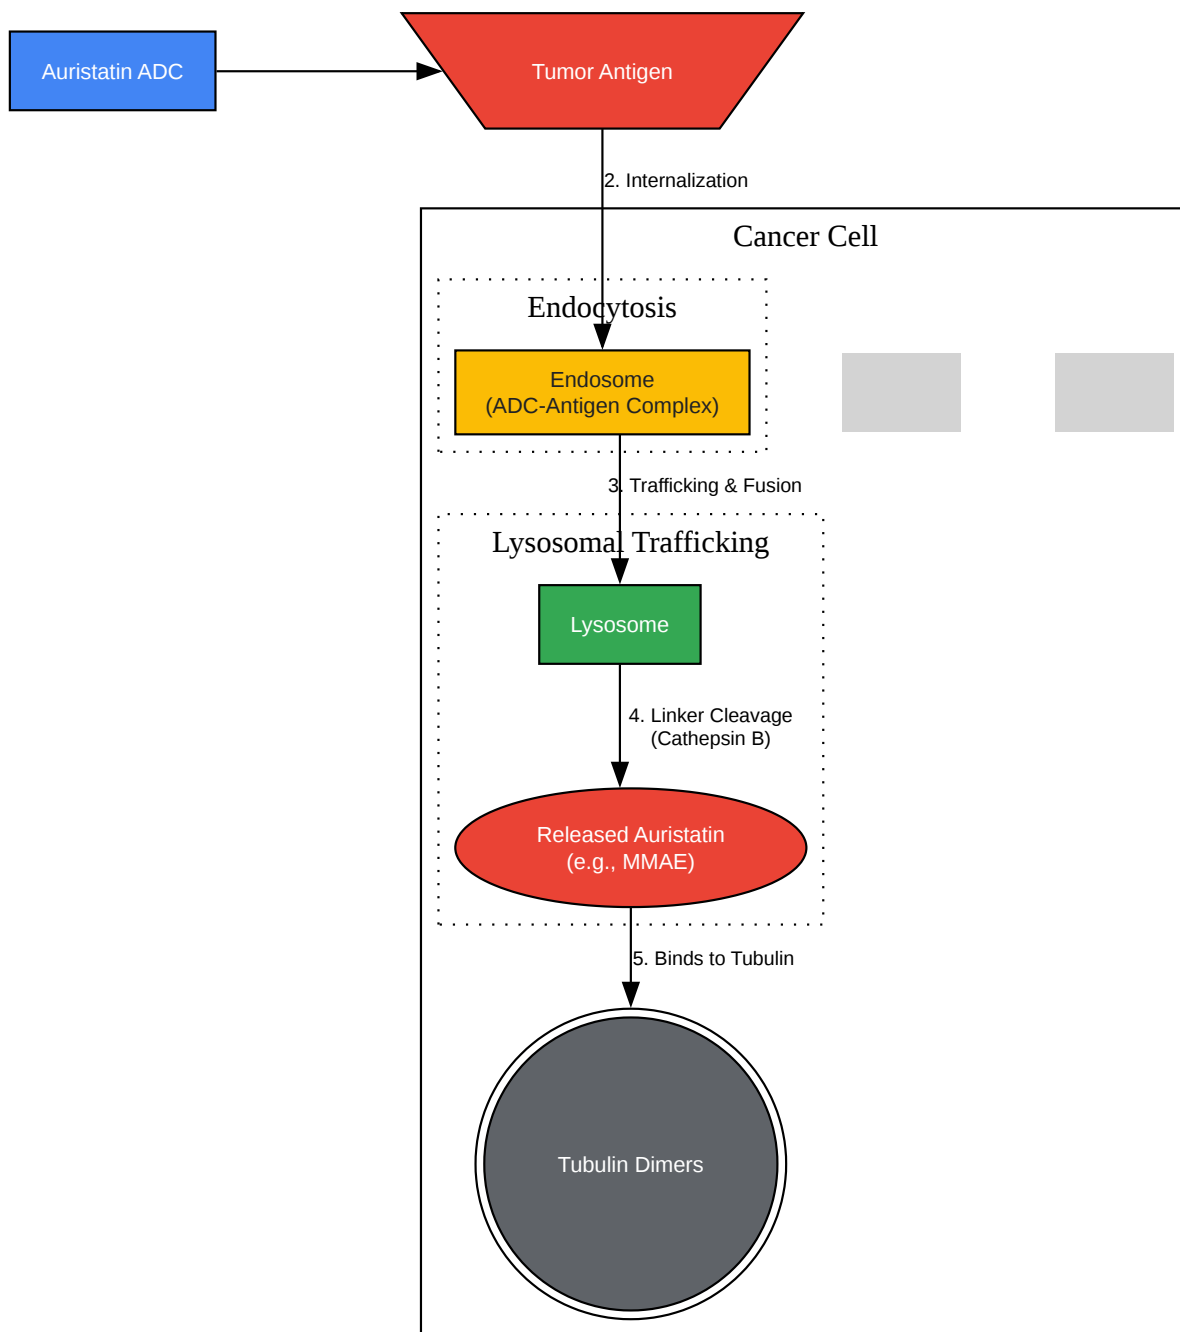 Auristatin ADC
Tumor Antigen
2. Internalization
Cancer Cell
Endocytosis
Endosome
(ADC-Antigen Complex)
3. Trafficking & Fusion
Lysosomal Trafficking
Lysosome
4. Linker Cleavage
(Cathepsin B)
Released Auristatin
(e.g., MMAE)
5. Binds to Tubulin
Tubulin Dimers